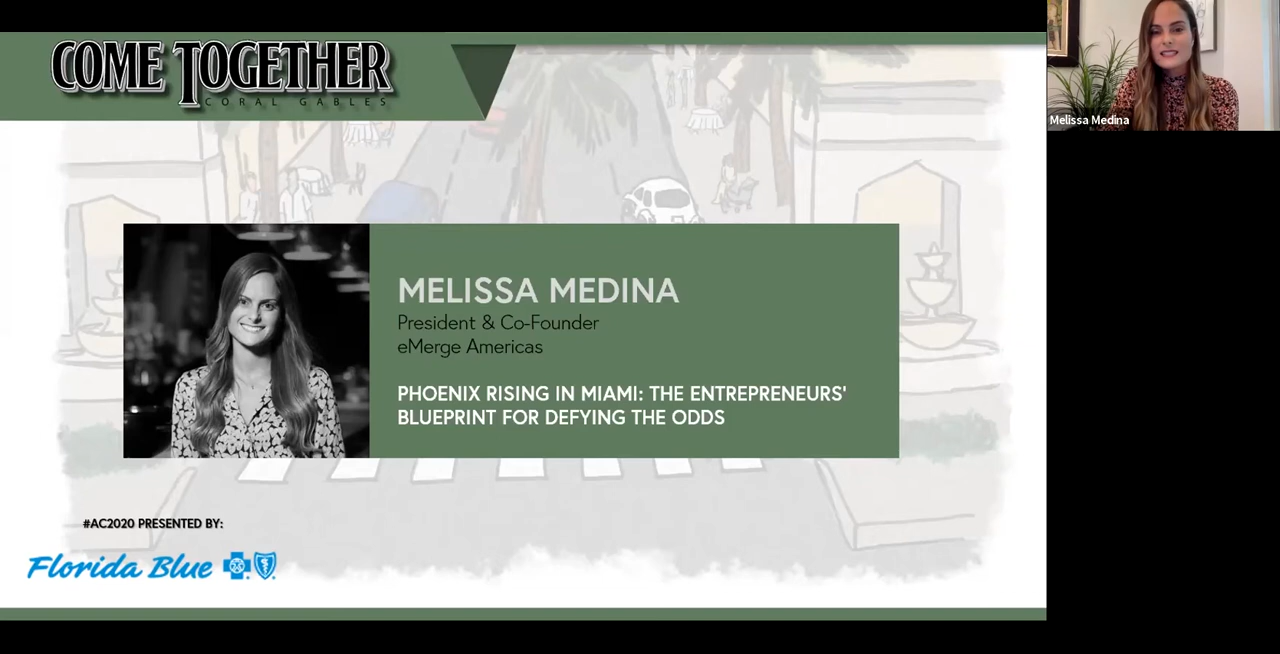 COME TOGETHER
CORAL GABLES
Melissa Medina
MELISSA MEDINA
President & Co-Founder
eMerge Americas
PHOENIX RISING IN MIAMI: THE ENTREPRENEURS'
BLUEPRINT FOR DEFYING THE ODDS
#AC2020 PRESENTED BY:
Florida Blue